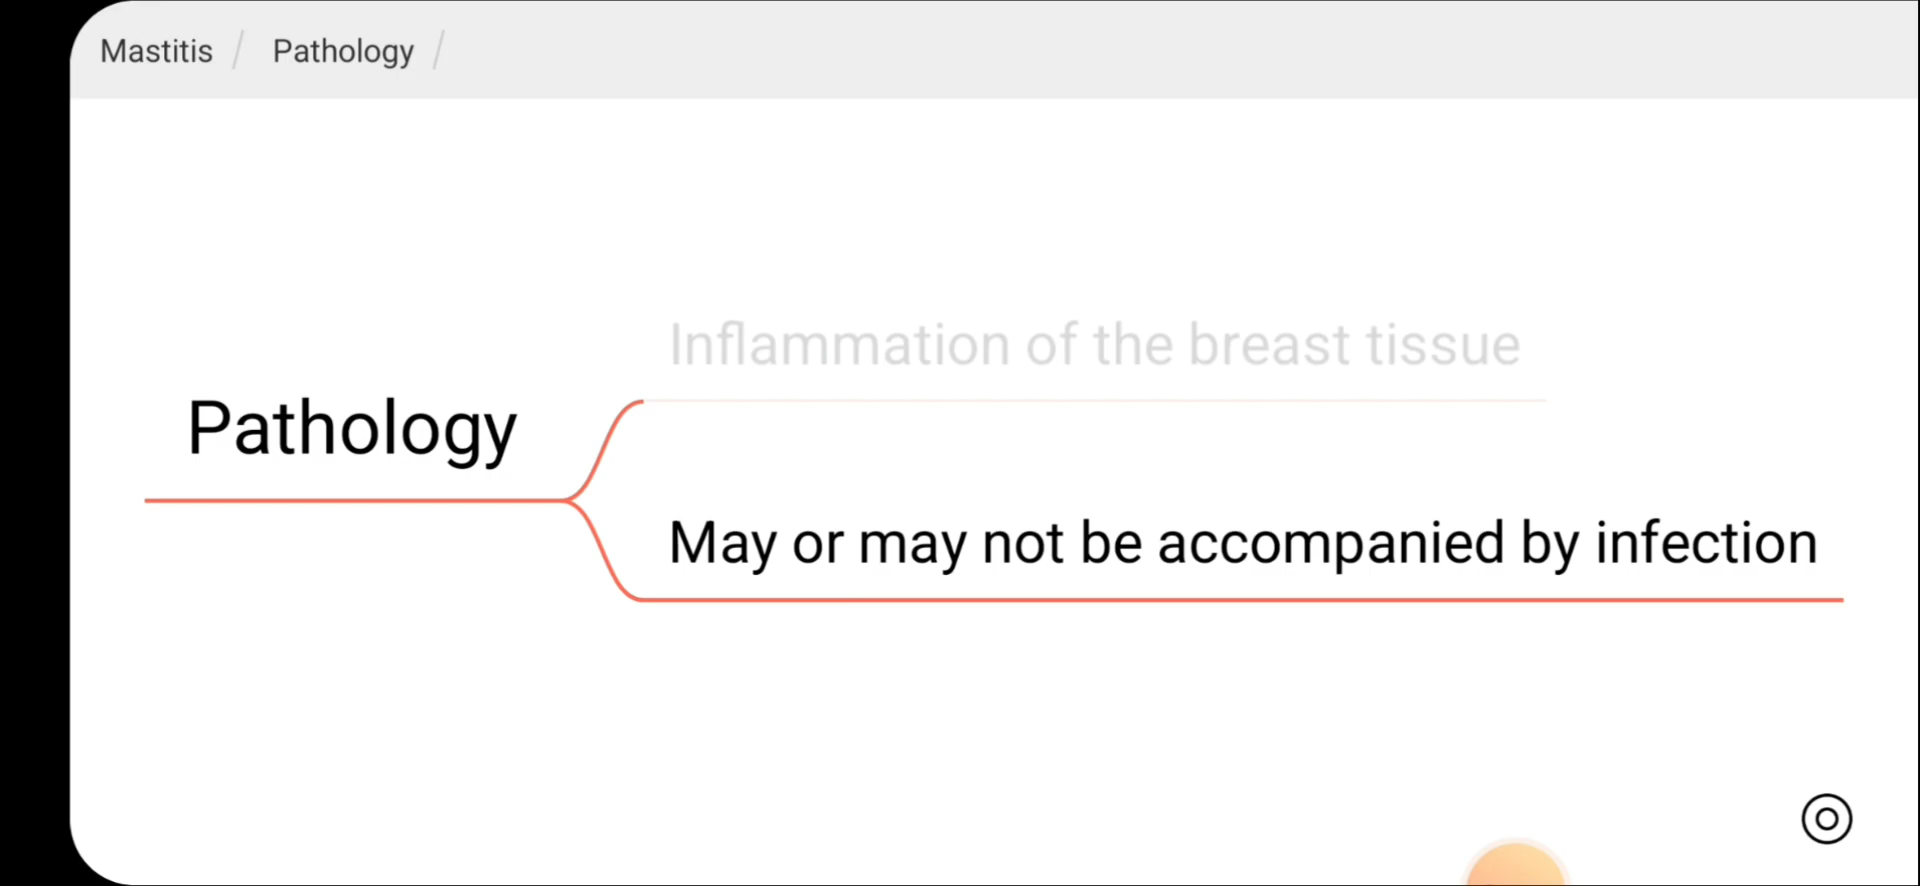 Mastitis / Pathology /
Inflammation of the breast tissue
Pathology
May or may not be accompanied by infection